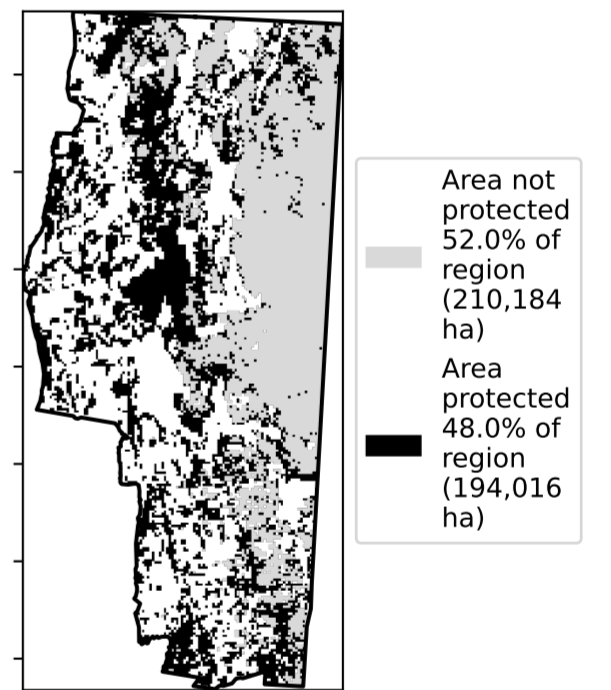 Area not
protected
52.0% of
region
(210,184
ha)
Area
protected
48.0% of
region
(194,016
ha)